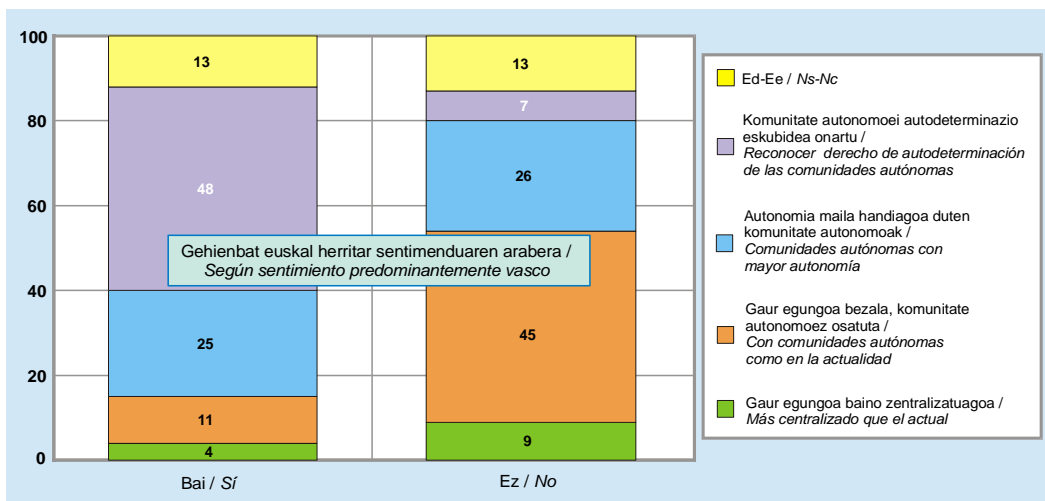 100
80
60
40
20
0
13
48
25
11
4
13
7
26
45
9
Gehienbat euskal herritar sentimenduaren arabera /
Según sentimiento predominantemente vasco
Bai / Sí
Ez / No
Ed-Ee / Ns-Nc
Komunitate autonomoei autodeterminazio
eskubidea onartu /
Reconocer derecho de autodeterminación
de las comunidades autónomas
Autonomia maila handiagoa duten
komunitate autonomoak /
Comunidades autónomas con
mayor autonomía
Gaur egungoa bezala, komunitate
autonomoez osatuta /
Con comunidades autónomas
como en la actualidad
Gaur egungoa baino zentralizatuagoa /
Más centralizado que el actual